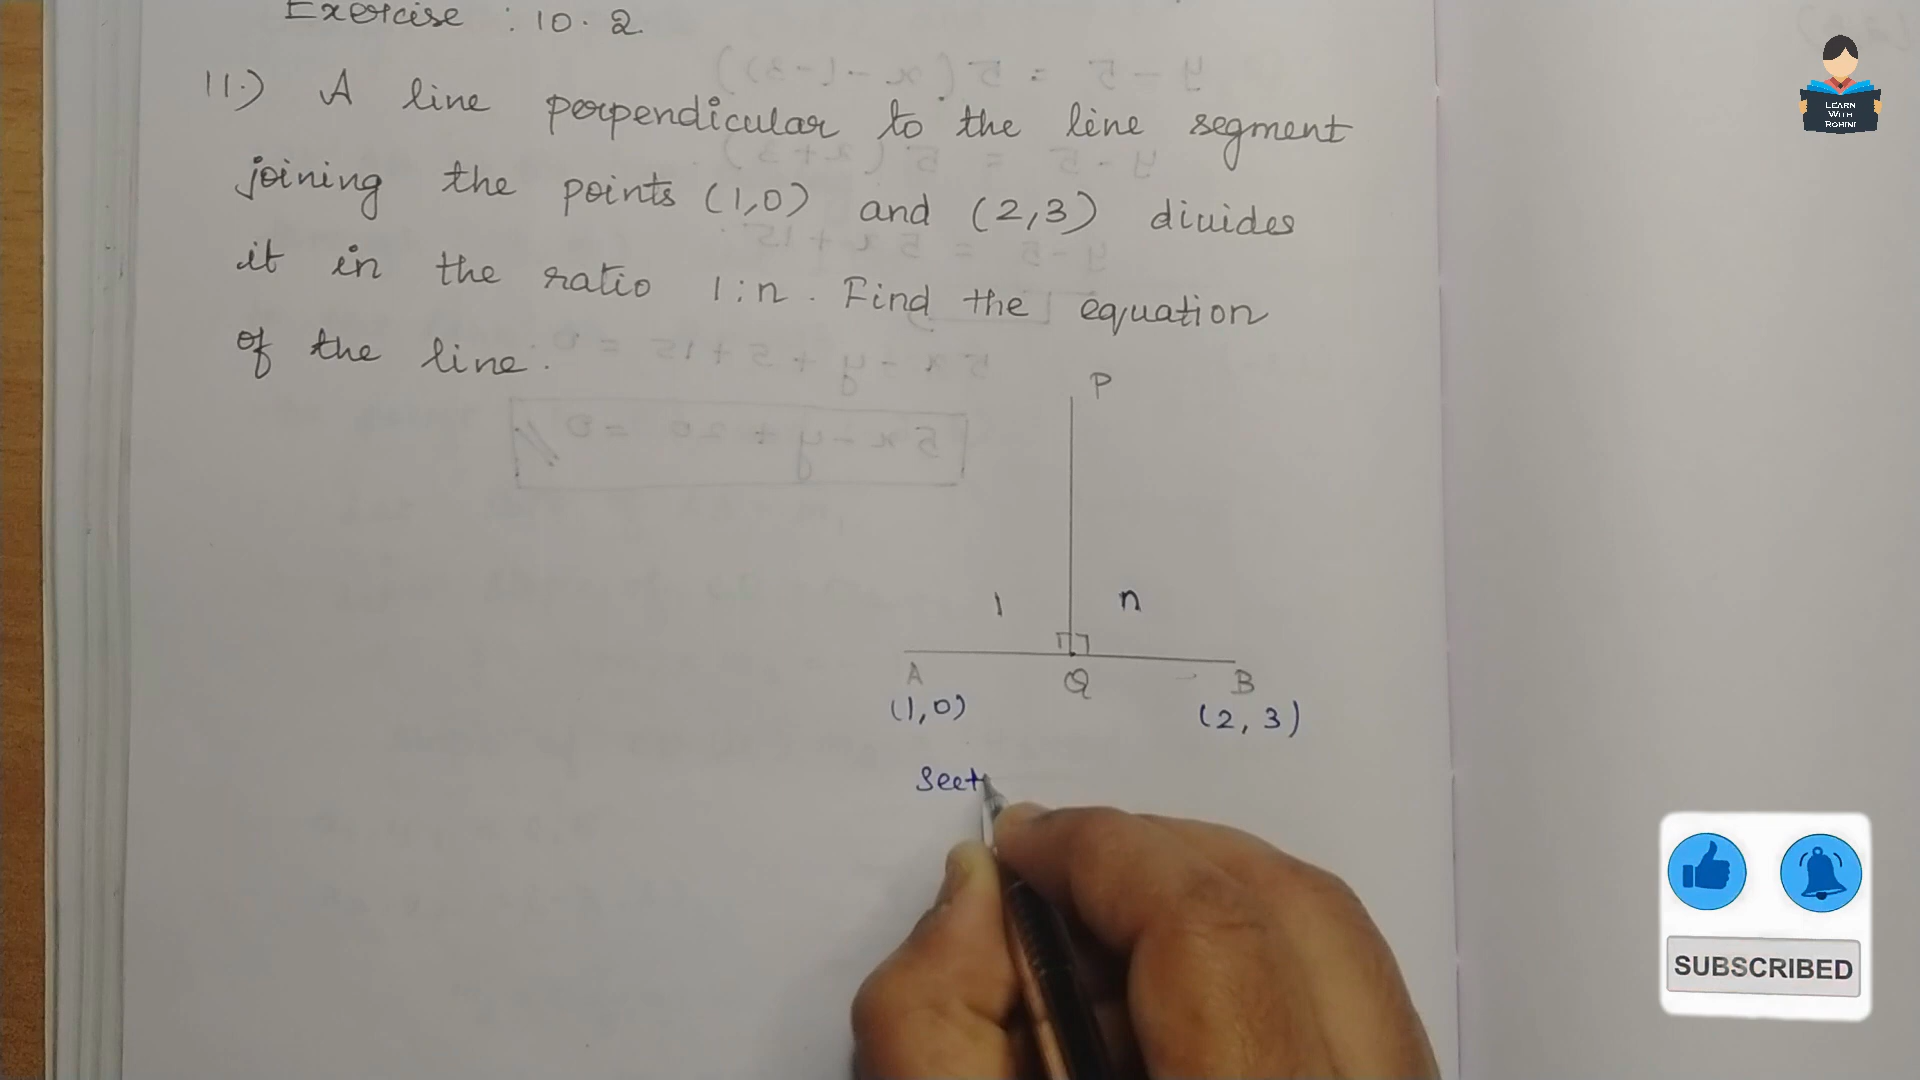 Exercise : 10.2
11.) A line perpendicular to the line segment
joining the points (1,0) and (2,3) divides
it in the ratio 1:n. Find the equation
of the line.
P
1 n
A Q B
(1,0) (2,3)
Sect
LEARN
WITH
ROHINI
SUBSCRIBED